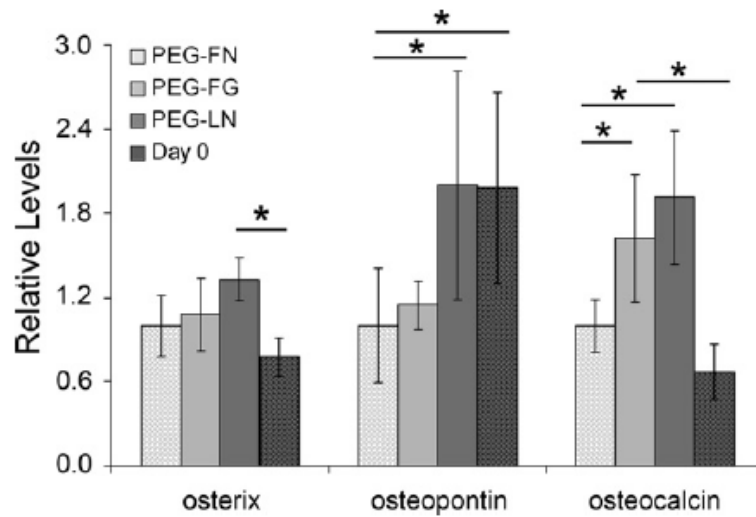 * *
3.0 PEG-FN * *
PEG-FG *
2.4 PEG-LN *
Day 0
1.8 *
Relative Levels
1.2
0.6
0.0
osterix osteopontin osteocalcin